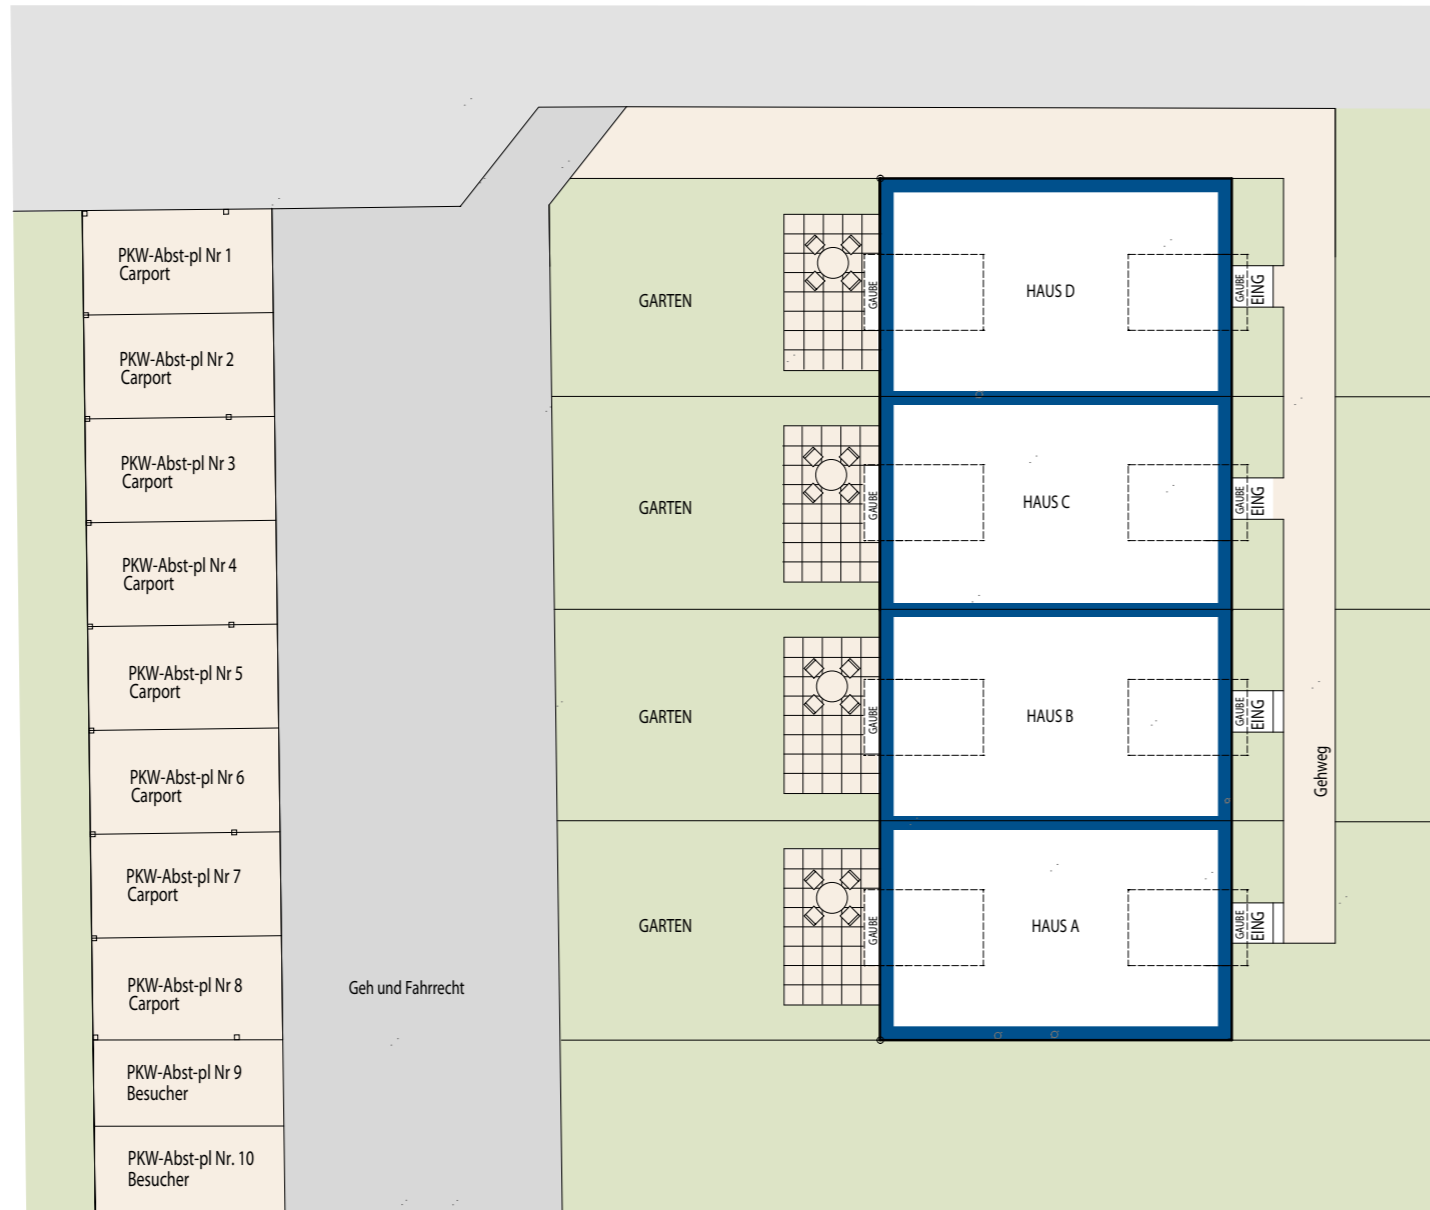 PKW-Abst-pl Nr 1
Carport
PKW-Abst-pl Nr 2
Carport
PKW-Abst-pl Nr 3
Carport
PKW-Abst-pl Nr 4
Carport
PKW-Abst-pl Nr 5
Carport
PKW-Abst-pl Nr 6
Carport
PKW-Abst-pl Nr 7
Carport
PKW-Abst-pl Nr 8
Carport
PKW-Abst-pl Nr 9
Besucher
PKW-Abst-pl Nr. 10
Besucher
Geh und Fahrrecht
GARTEN
GAUBE
HAUS D
GAUBE
EING
GARTEN
GAUBE
HAUS C
GAUBE
EING
GARTEN
GAUBE
HAUS B
GAUBE
EING
GARTEN
GAUBE
HAUS A
GAUBE
EING
Gehweg